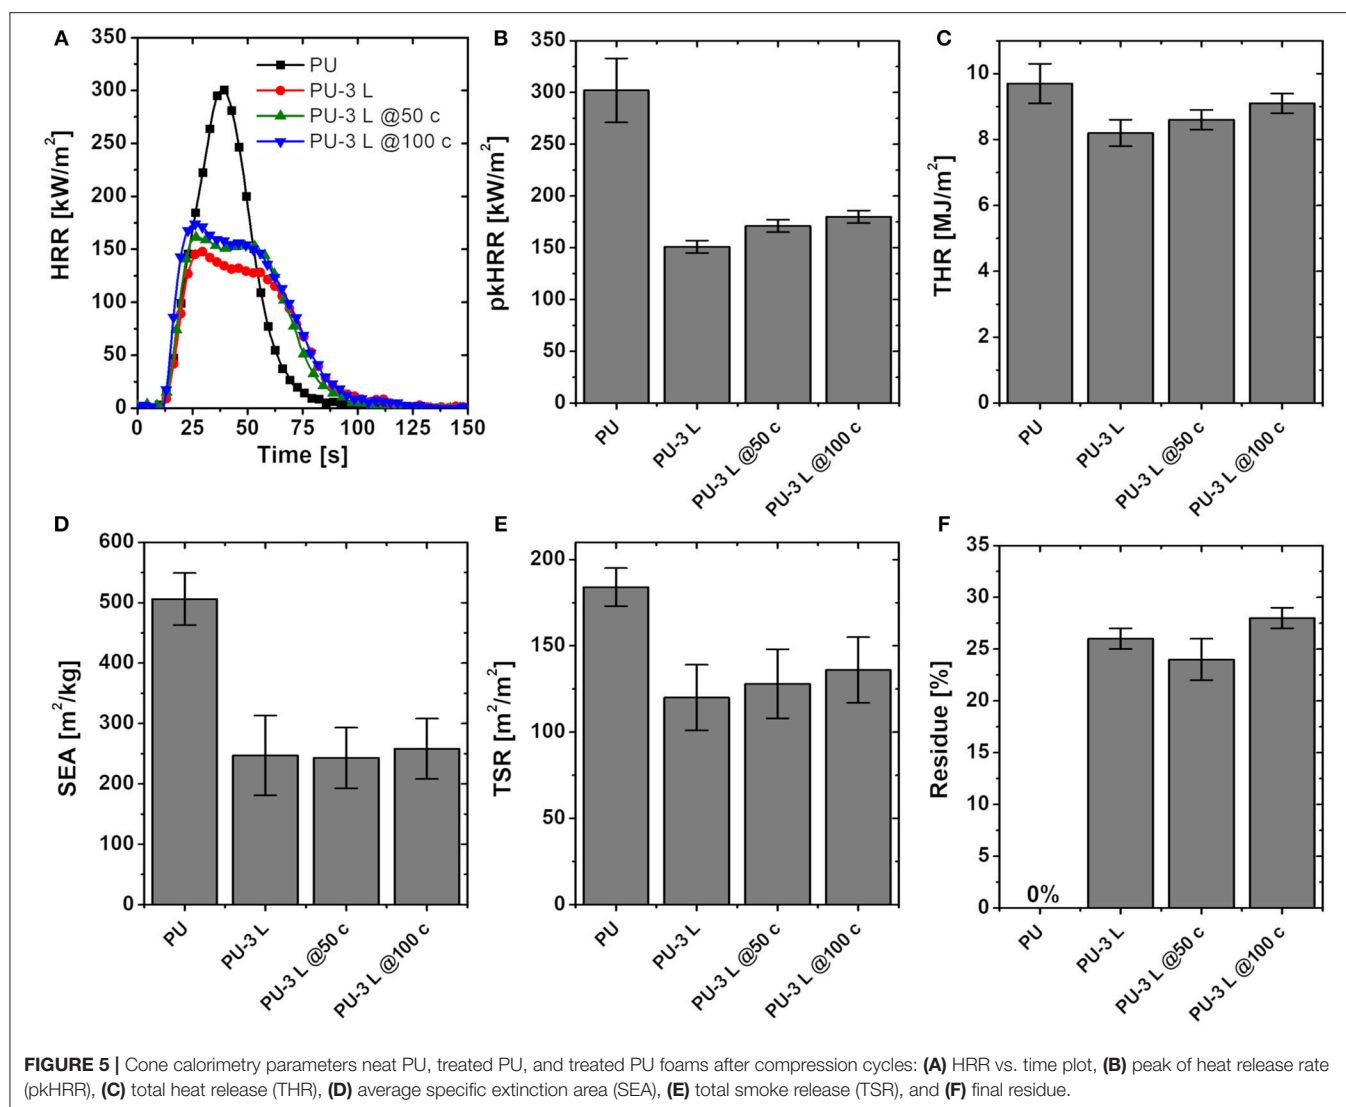 A
HRR [kW/m²]
350
300
250
200
150
100
50
0
PU
PU-3 L
PU-3 L @50 c
PU-3 L @100 c
0 25 50 75 100 125 150
Time [s]
B
pkHRR [kW/m²]
350
300
250
200
150
100
50
0
PU
PU-3 L
PU-3 L @50 c
PU-3 L @100 c
C
THR [MJ/m²]
10
8
6
4
2
0
PU
PU-3 L
PU-3 L @50 c
PU-3 L @100 c
D
SEA [m²/kg]
600
500
400
300
200
100
0
PU
PU-3 L
PU-3 L @50 c
PU-3 L @100 c
E
TSR [m²/m²]
200
150
100
50
0
PU
PU-3 L
PU-3 L @50 c
PU-3 L @100 c
F
Residue [%]
35
30
25
20
15
10
5
0
0%
PU
PU-3 L
PU-3 L @50 c
PU-3 L @100 c
FIGURE 5 | Cone calorimetry parameters neat PU, treated PU, and treated PU foams after compression cycles: (A) HRR vs. time plot, (B) peak of heat release rate
(pkHRR), (C) total heat release (THR), (D) average specific extinction area (SEA), (E) total smoke release (TSR), and (F) final residue.